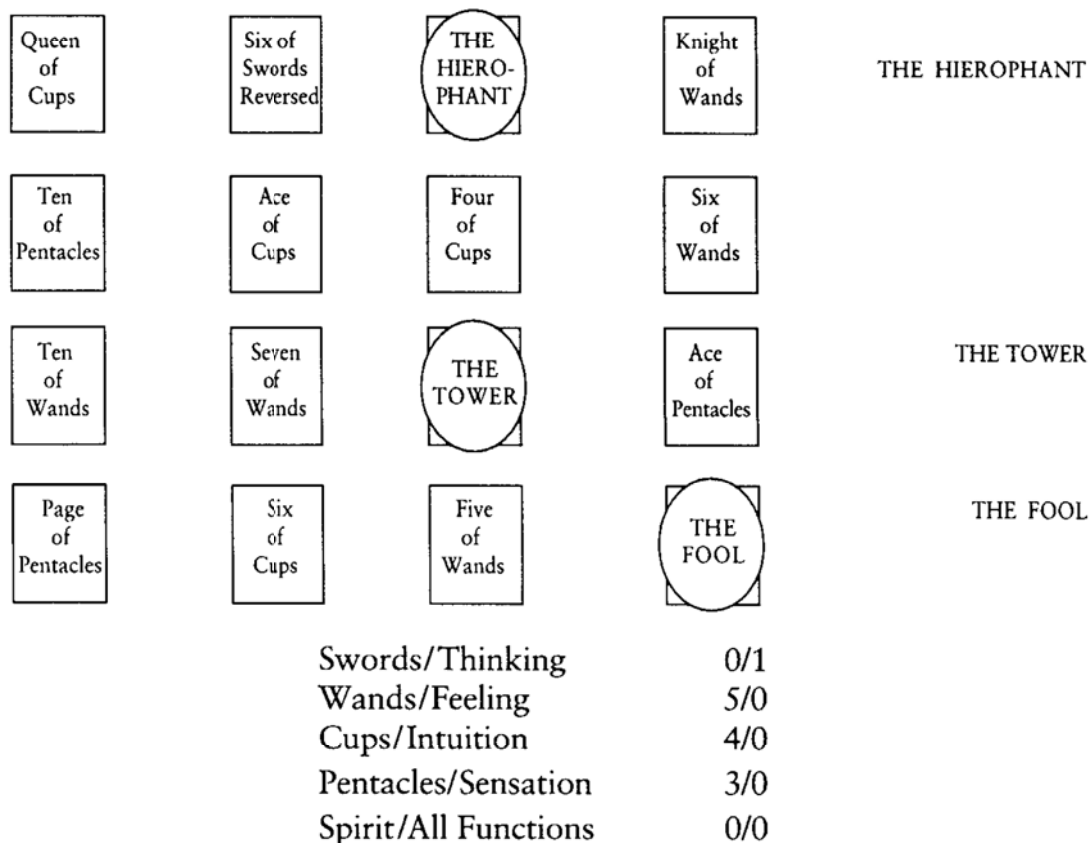 Queen
of
Cups
Six of
Swords
Reversed
THE
HIERO-
PHANT
Knight
of
Wands
THE HIEROPHANT
Ten
of
Pentacles
Ace
of
Cups
Four
of
Cups
Six
of
Wands
Ten
of
Wands
Seven
of
Wands
THE
TOWER
Ace
of
Pentacles
THE TOWER
Page
of
Pentacles
Six
of
Cups
Five
of
Wands
THE
FOOL
THE FOOL
Swords/Thinking 0/1
Wands/Feeling 5/0
Cups/Intuition 4/0
Pentacles/Sensation 3/0
Spirit/All Functions 0/0